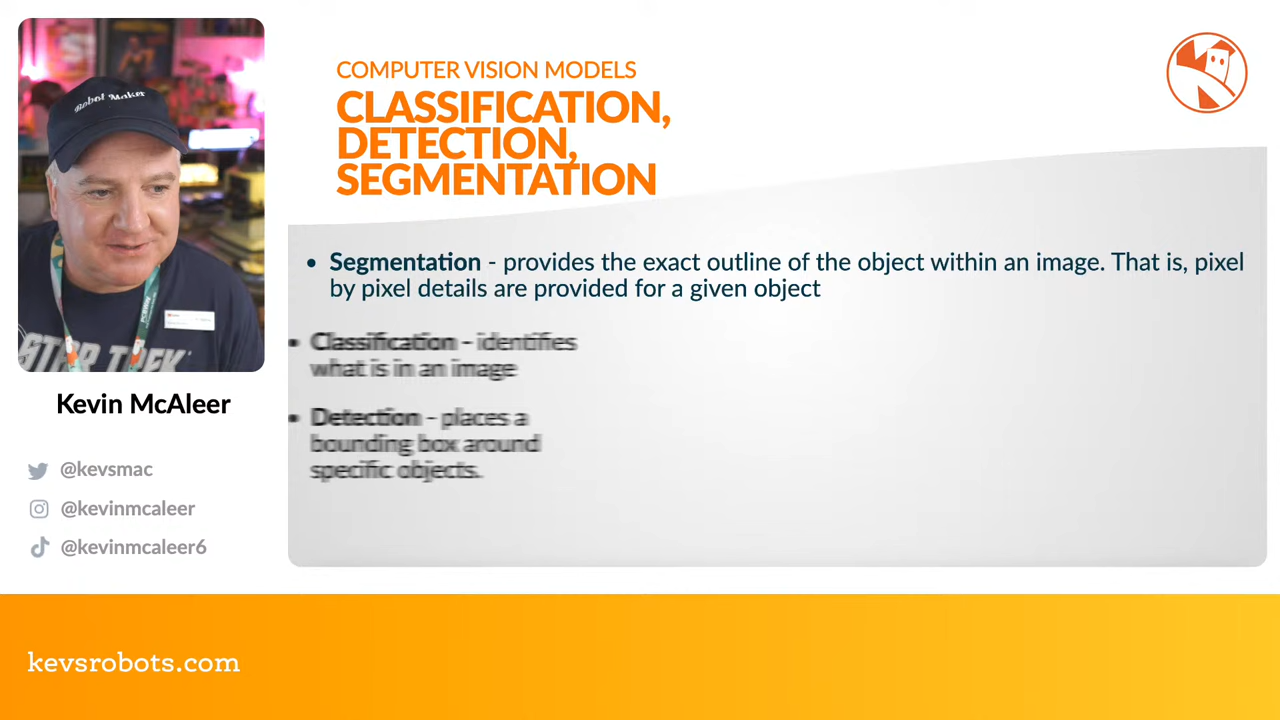 Robot Maker
STAR TREK
Kevin McAleer
@kevsmac
@kevinmcaleer
@kevinmcaleer6
COMPUTER VISION MODELS
CLASSIFICATION,
DETECTION,
SEGMENTATION
• Segmentation - provides the exact outline of the object within an image. That is, pixel
by pixel details are provided for a given object
• Classification - identifies
what is in an image
• Detection - places a
bounding box around
specific objects.
kevsrobots.com